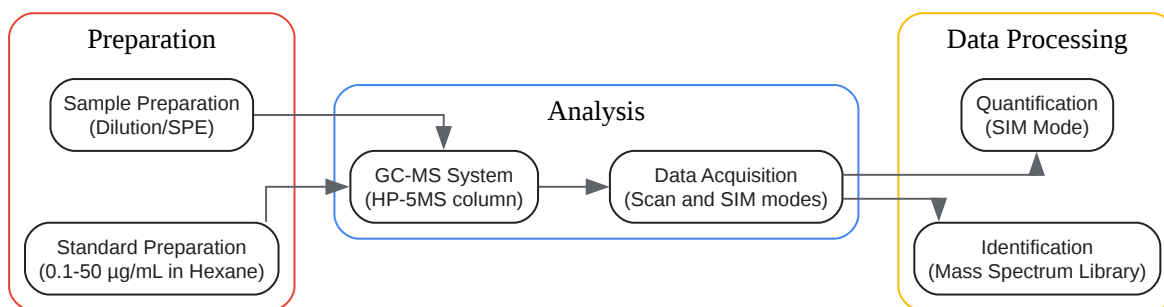 Preparation
Sample Preparation
(Dilution/SPE)
Standard Preparation
(0.1-50 µg/mL in Hexane)
Analysis
GC-MS System
(HP-5MS column)
Data Acquisition
(Scan and SIM modes)
Data Processing
Quantification
(SIM Mode)
Identification
(Mass Spectrum Library)